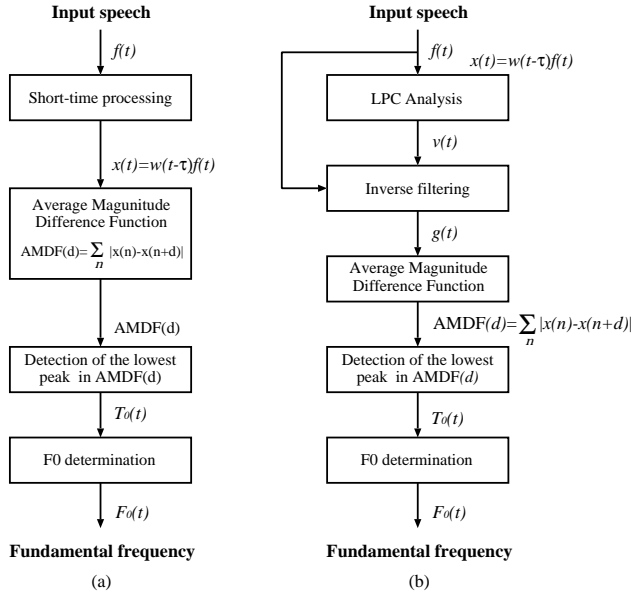 Input speech
f(t)
Short-time processing
x(t)=w(t-τ)f(t)
Average Magunitude
Difference Function
AMDF(d)=∑n |x(n)-x(n+d)|
AMDF(d)
Detection of the lowest
peak in AMDF(d)
T0(t)
F0 determination
F0(t)
Fundamental frequency
(a)
Input speech
f(t)
x(t)=w(t-τ)f(t)
LPC Analysis
v(t)
Inverse filtering
g(t)
Average Magunitude
Difference Function
AMDF(d)=∑n |x(n)-x(n+d)|
Detection of the lowest
peak in AMDF(d)
T0(t)
F0 determination
F0(t)
Fundamental frequency
(b)